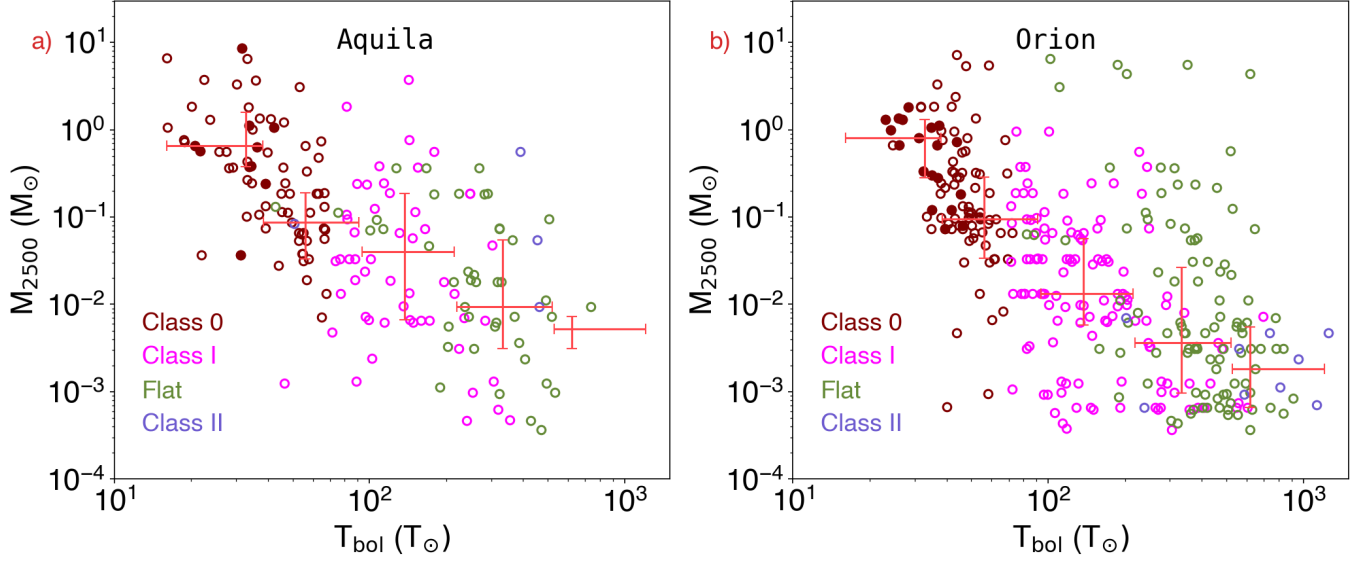 a) Aquila
M₂₅₀₀ (M⊙)
10¹
10⁰
10⁻¹
10⁻²
10⁻³
10⁻⁴
Class 0
Class I
Flat
Class II
10¹ 10² 10³
T_bol (T⊙)
b) Orion
M₂₅₀₀ (M⊙)
10¹
10⁰
10⁻¹
10⁻²
10⁻³
10⁻⁴
Class 0
Class I
Flat
Class II
10¹ 10² 10³
T_bol (T⊙)